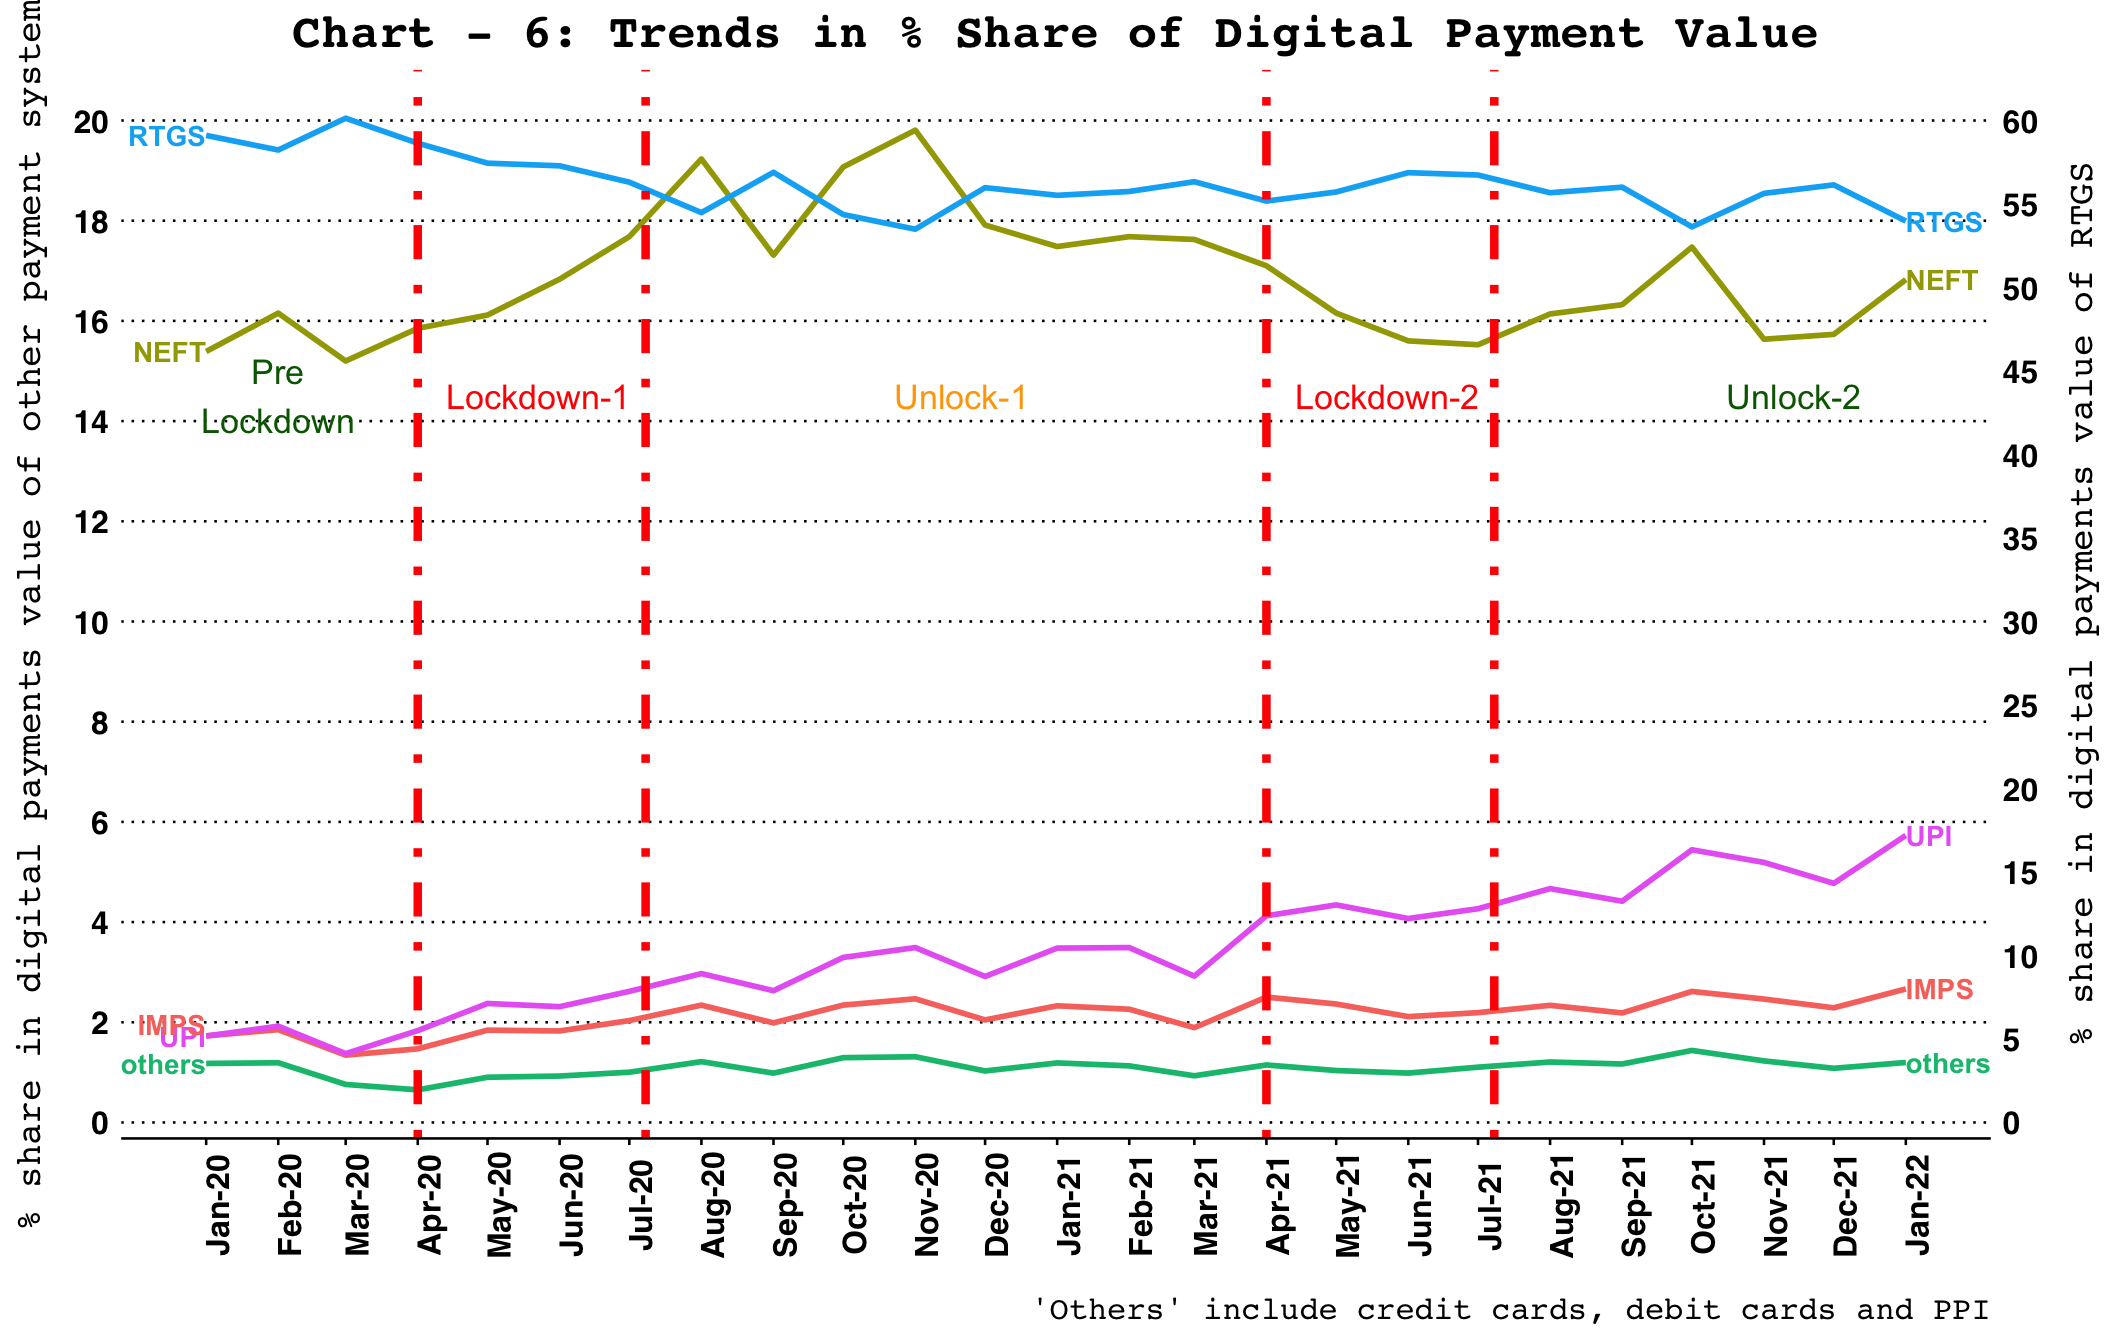 Chart - 6: Trends in % Share of Digital Payment Value
% share in digital payments value of other payment system
20
18
16
14
12
10
8
6
4
2
0
60
55
50
45
40
35
30
25
20
15
10
5
0
% share in digital payments value of RTGS
RTGS
NEFT
IMPS
UPI
others
Pre
Lockdown
Lockdown-1
Unlock-1
Lockdown-2
Unlock-2
RTGS
NEFT
UPI
IMPS
others
Jan-20
Feb-20
Mar-20
Apr-20
May-20
Jun-20
Jul-20
Aug-20
Sep-20
Oct-20
Nov-20
Dec-20
Jan-21
Feb-21
Mar-21
Apr-21
May-21
Jun-21
Jul-21
Aug-21
Sep-21
Oct-21
Nov-21
Dec-21
Jan-22
'Others' include credit cards, debit cards and PPI